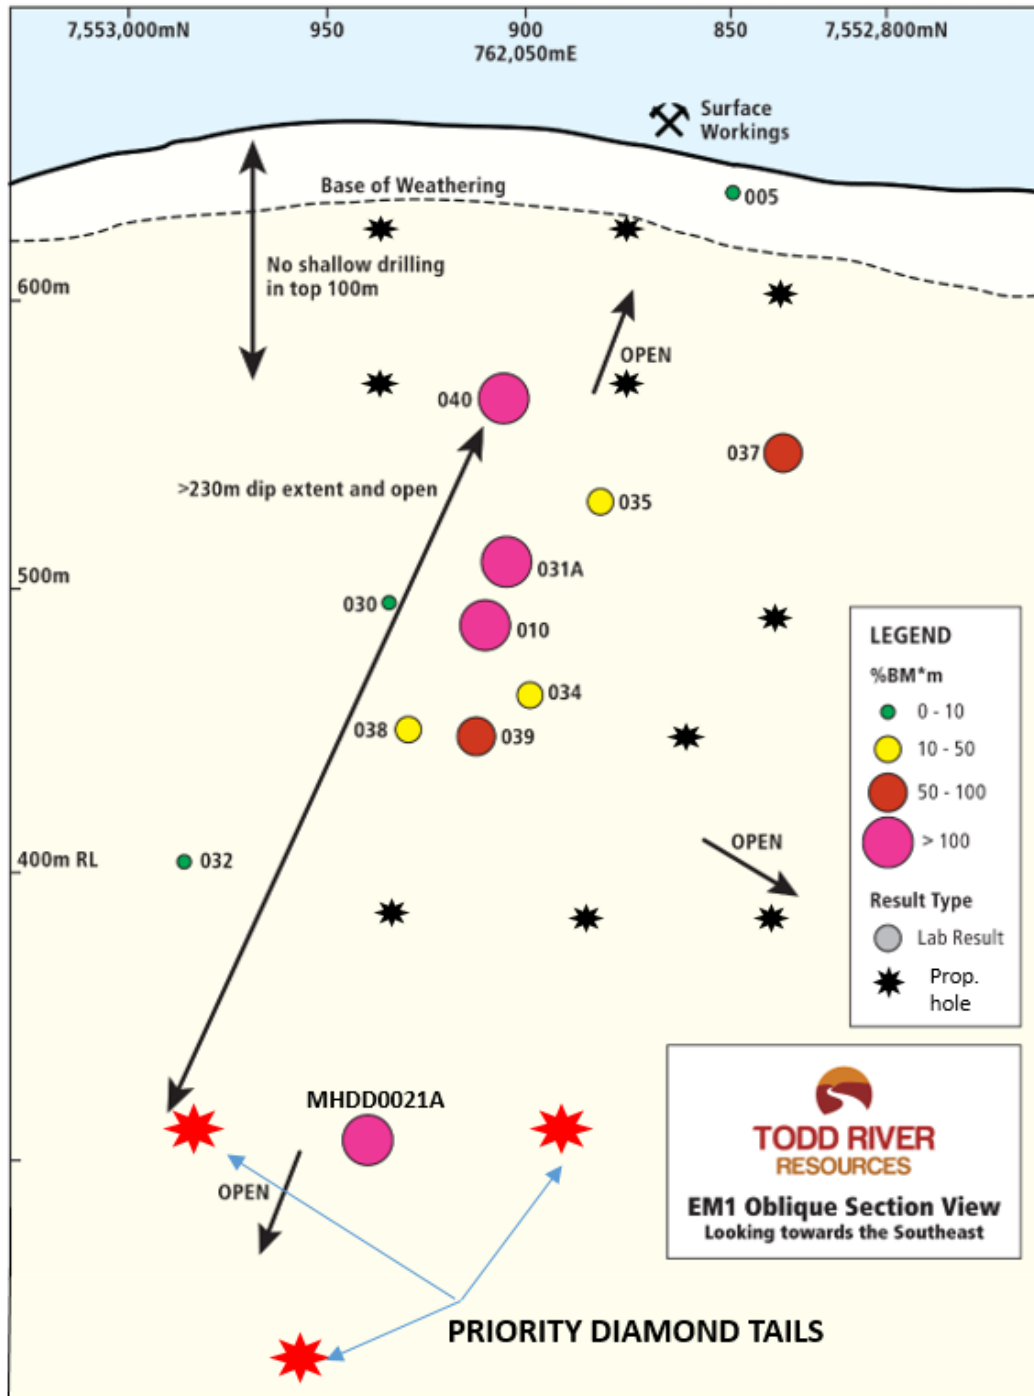 7,553,000mN
950
900
850
7,552,800mN
762,050mE
Surface
Workings
005
Base of Weathering
No shallow drilling
in top 100m
600m
OPEN
040
037
>230m dip extent and open
035
031A
500m
030
010
034
038
039
OPEN
400m RL
032
LEGEND
%BM*m
0 - 10
10 - 50
50 - 100
> 100
Result Type
Lab Result
Prop.
hole
MHDD0021A
OPEN
TODD RIVER
RESOURCES
EM1 Oblique Section View
Looking towards the Southeast
PRIORITY DIAMOND TAILS